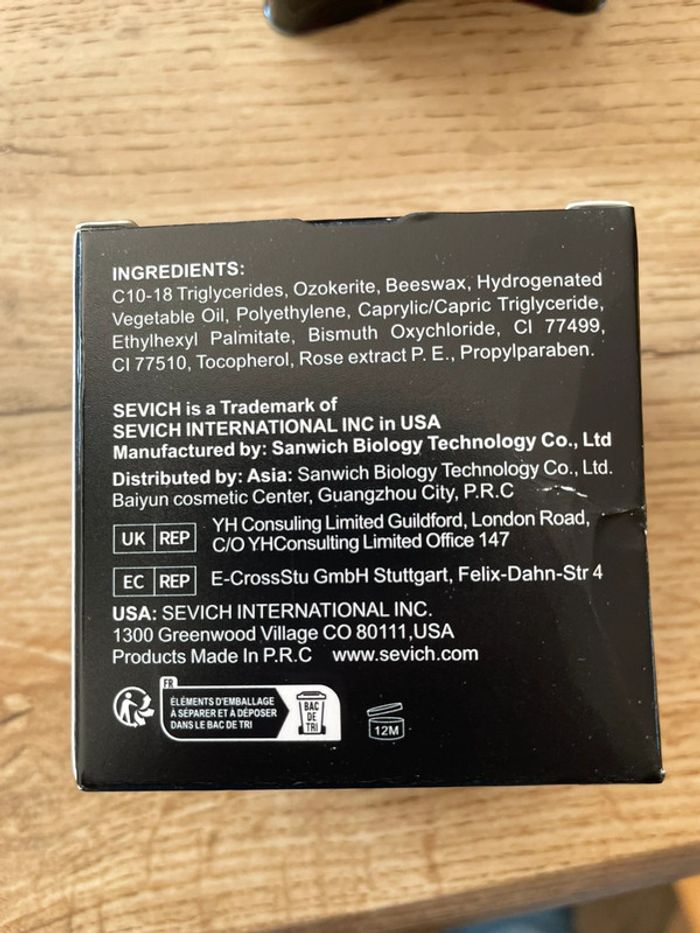 INGREDIENTS:
C10-18 Triglycerides, Ozokerite, Beeswax, Hydrogenated
Vegetable Oil, Polyethylene, Caprylic/Capric Triglyceride,
Ethylhexyl Palmitate, Bismuth Oxychloride, CI 77499,
CI 77510, Tocopherol, Rose extract P. E., Propylparaben.
SEVICH is a Trademark of
SEVICH INTERNATIONAL INC in USA
Manufactured by: Sanwich Biology Technology Co., Ltd
Distributed by: Asia: Sanwich Biology Technology Co., Ltd.
Baiyun cosmetic Center, Guangzhou City, P.R.C
UK REP
YH Consuling Limited Guildford, London Road,
C/O YHConsulting Limited Office 147
EC REP
E-CrossStu GmbH Stuttgart, Felix-Dahn-Str 4
USA: SEVICH INTERNATIONAL INC.
1300 Greenwood Village CO 80111,USA
Products Made In P.R.C www.sevich.com
FR
ÉLÉMENTS D'EMBALLAGE
À SÉPARER ET À DÉPOSER
DANS LE BAC DE TRI
BAC
DE
TRI
12M